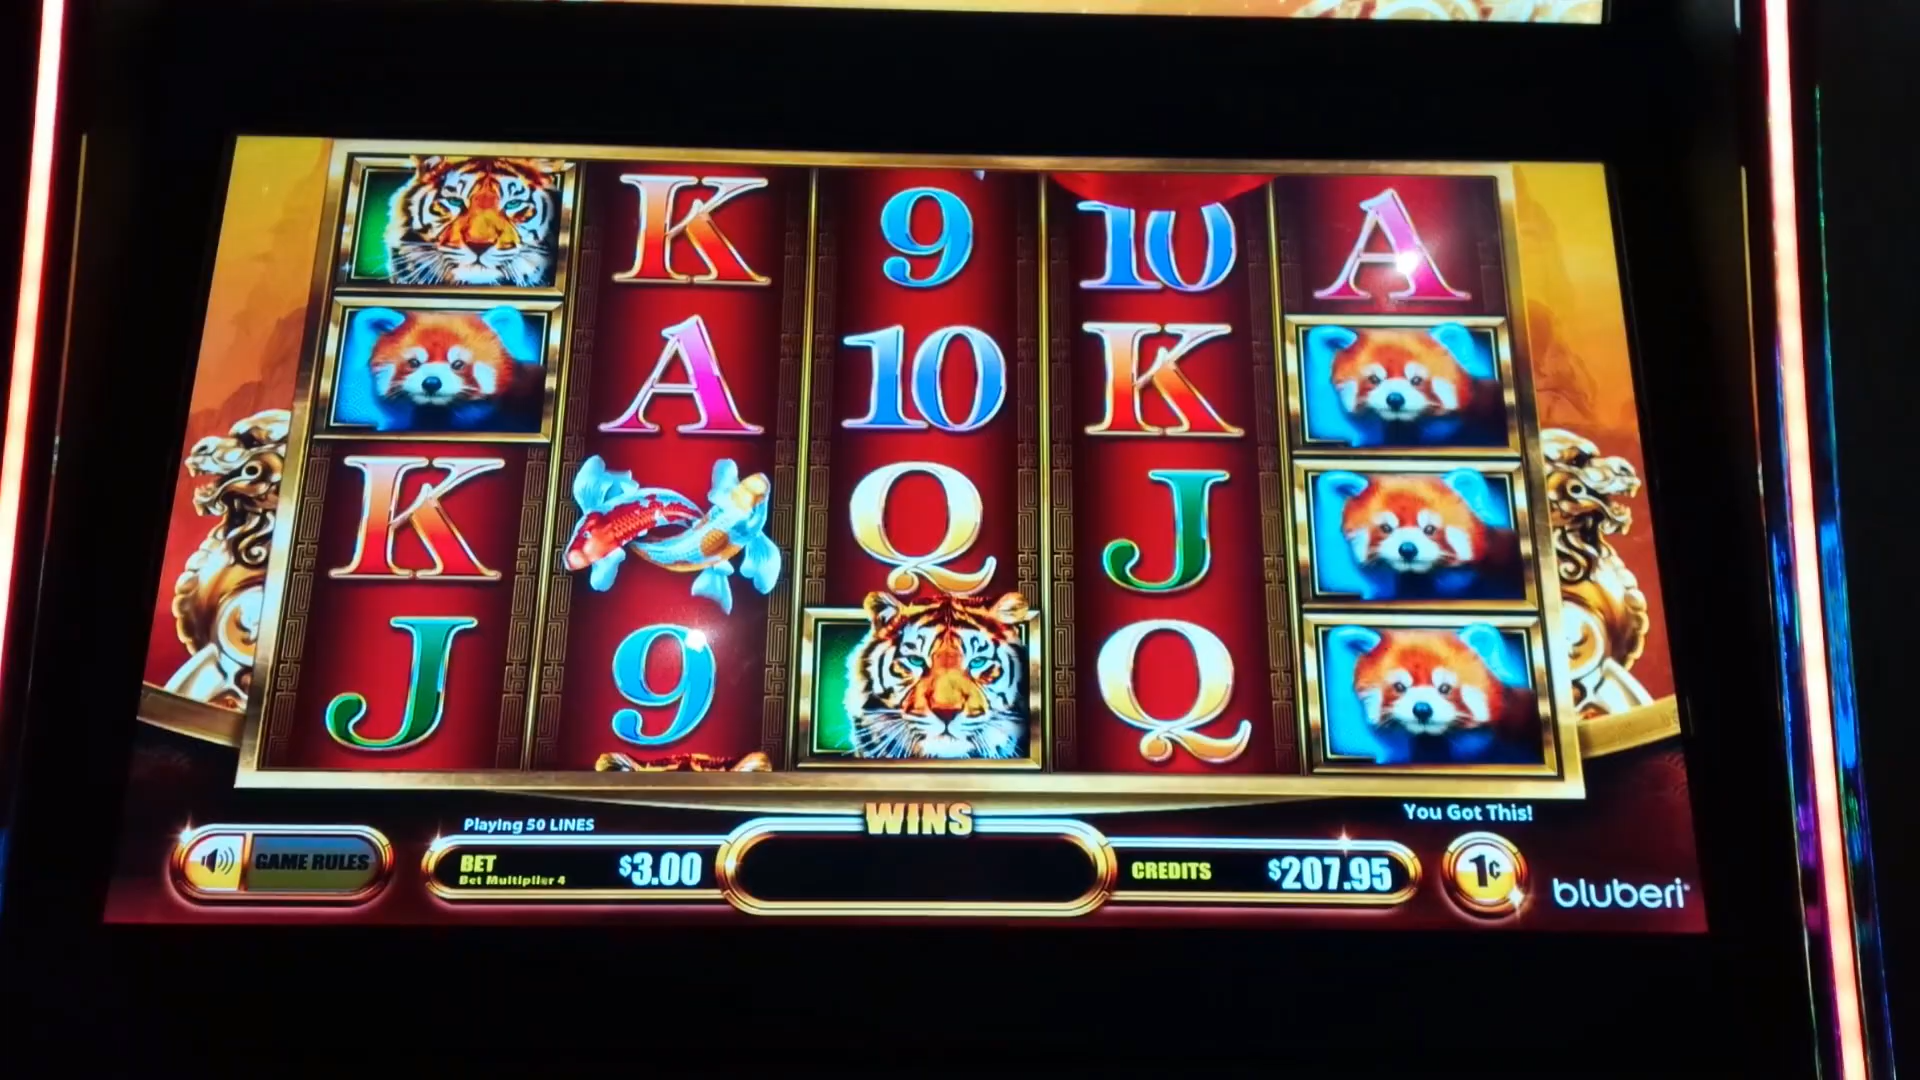 K 9 10 A
A 10 K
K Q J
J 9 Q
WINS
You Got This!
Playing 50 LINES
GAME RULES
BET
Bet Multiplier 4
$3.00
CREDITS
$207.95
1¢
bluberi